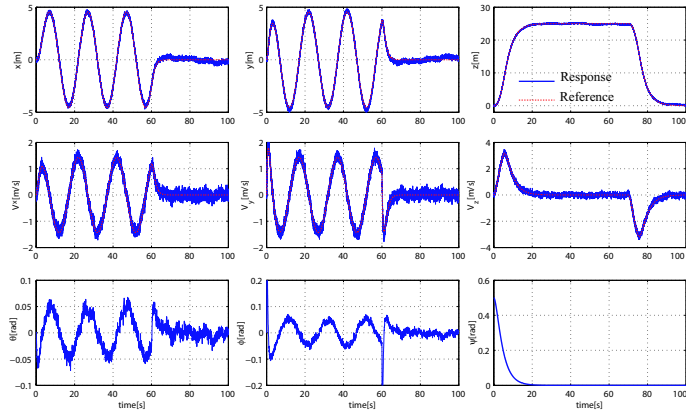 5
0
−5
x[m]
0 20 40 60 80 100
5
0
−5
y[m]
0 20 40 60 80 100
30
20
10
0
z[m]
Response
Reference
0 20 40 60 80 100
2
1
0
−1
−2
Vx[m/s]
0 20 40 60 80 100
2
1
0
−1
−2
Vy[m/s]
0 20 40 60 80 100
4
2
0
−2
−4
Vz[m/s]
0 20 40 60 80 100
0.1
0.05
0
−0.05
−0.1
θ[rad]
0 20 40 60 80 100
time[s]
0.2
0.1
0
−0.1
−0.2
ϕ[rad]
0 20 40 60 80 100
time[s]
0.6
0.4
0.2
0
ψ[rad]
0 20 40 60 80 100
time[s]